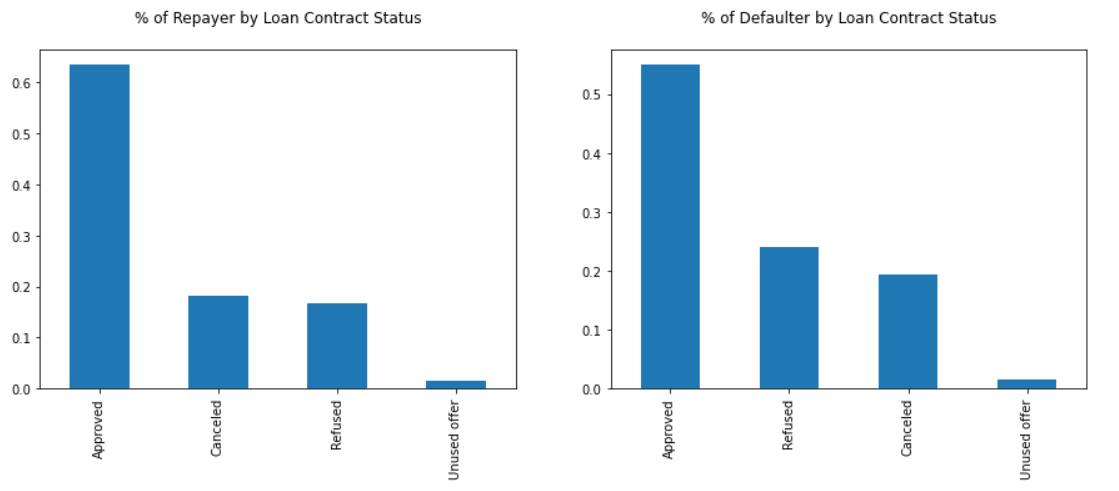 % of Repayer by Loan Contract Status
0.6
0.5
0.4
0.3
0.2
0.1
0.0
Approved
Canceled
Refused
Unused offer
% of Defaulter by Loan Contract Status
0.5
0.4
0.3
0.2
0.1
0.0
Approved
Refused
Canceled
Unused offer